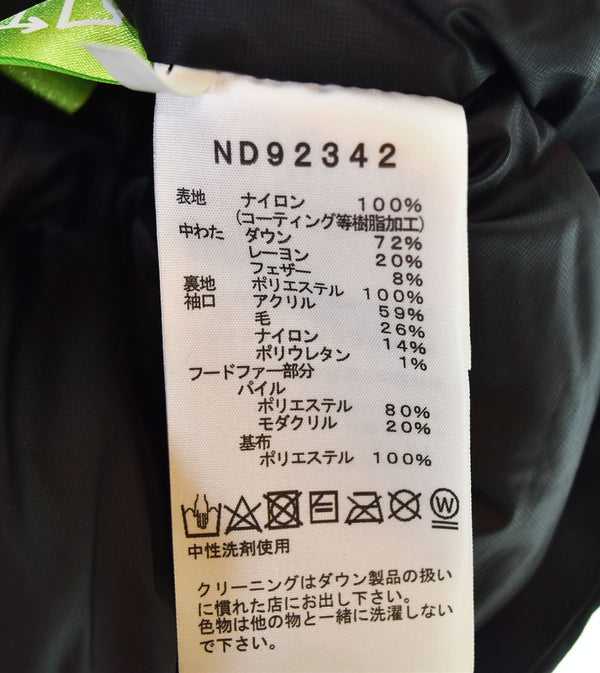 ND92342
表地 ナイロン 100%
(コーティング等樹脂加工)
中わた ダウン 72%
レーヨン 20%
フェザー 8%
裏地 ポリエステル 100%
袖口 アクリル 59%
毛 26%
ナイロン 14%
ポリウレタン 1%
フードファー部分
パイル
ポリエステル 80%
モダクリル 20%
基布
ポリエステル 100%
W
中性洗剤使用
クリーニングはダウン製品の扱い
に慣れた店にお出し下さい。
色物は他の物と一緒に洗濯しない
で下さい。